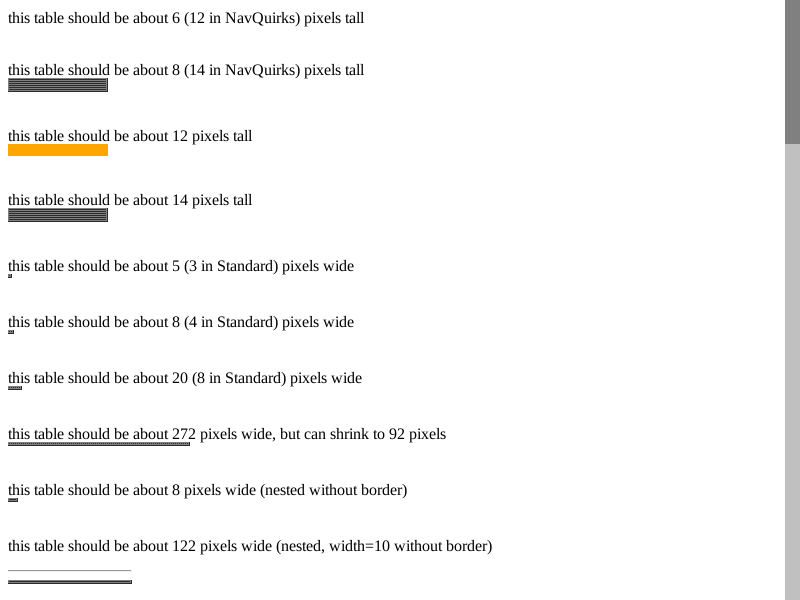 this table should be about 6 (12 in NavQuirks) pixels tall
this table should be about 8 (14 in NavQuirks) pixels tall
this table should be about 12 pixels tall
this table should be about 14 pixels tall
this table should be about 5 (3 in Standard) pixels wide
this table should be about 8 (4 in Standard) pixels wide
this table should be about 20 (8 in Standard) pixels wide
this table should be about 272 pixels wide, but can shrink to 92 pixels
this table should be about 8 pixels wide (nested without border)
this table should be about 122 pixels wide (nested, width=10 without border)